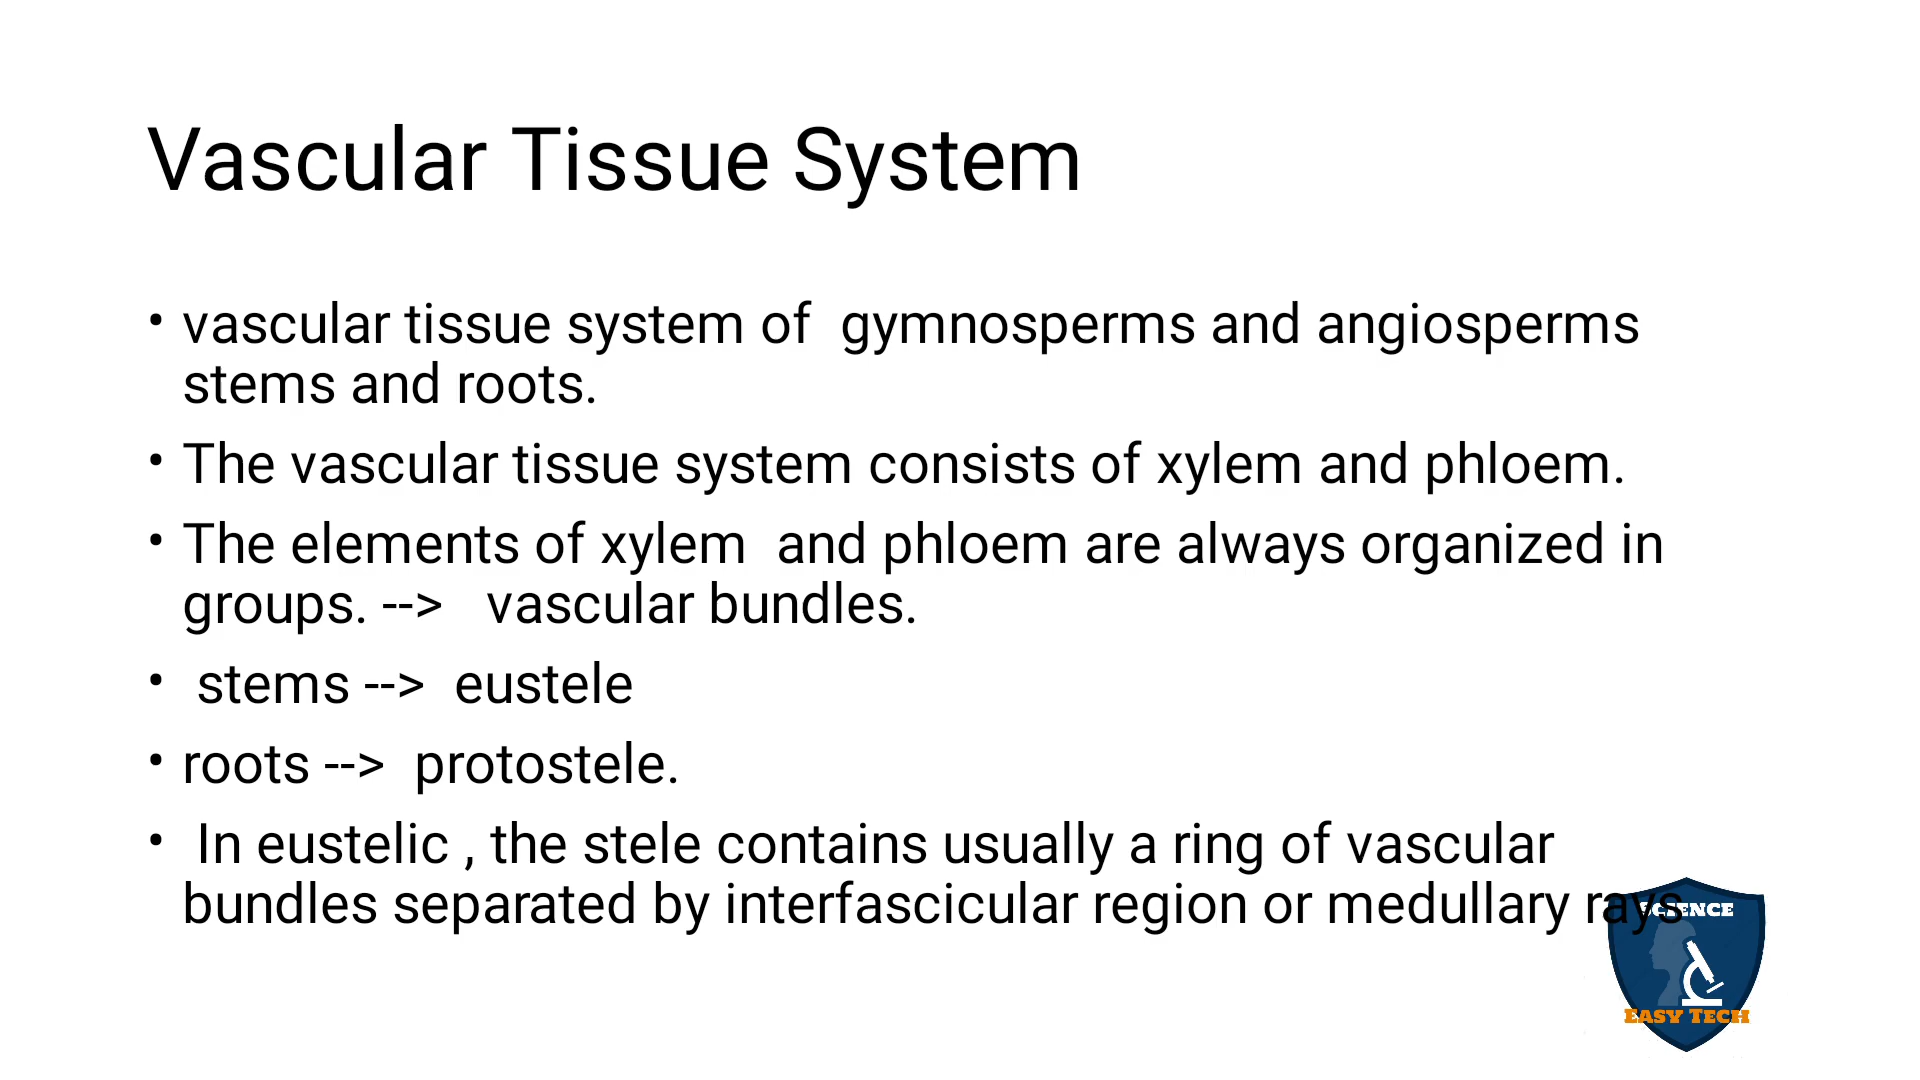 Vascular Tissue System
• vascular tissue system of  gymnosperms and angiosperms
stems and roots.
• The vascular tissue system consists of xylem and phloem.
• The elements of xylem  and phloem are always organized in
groups. -->   vascular bundles.
•  stems -->  eustele
• roots -->  protostele.
•  In eustelic , the stele contains usually a ring of vascular
bundles separated by interfascicular region or medullary rays
SCIENCE
EASY TECH